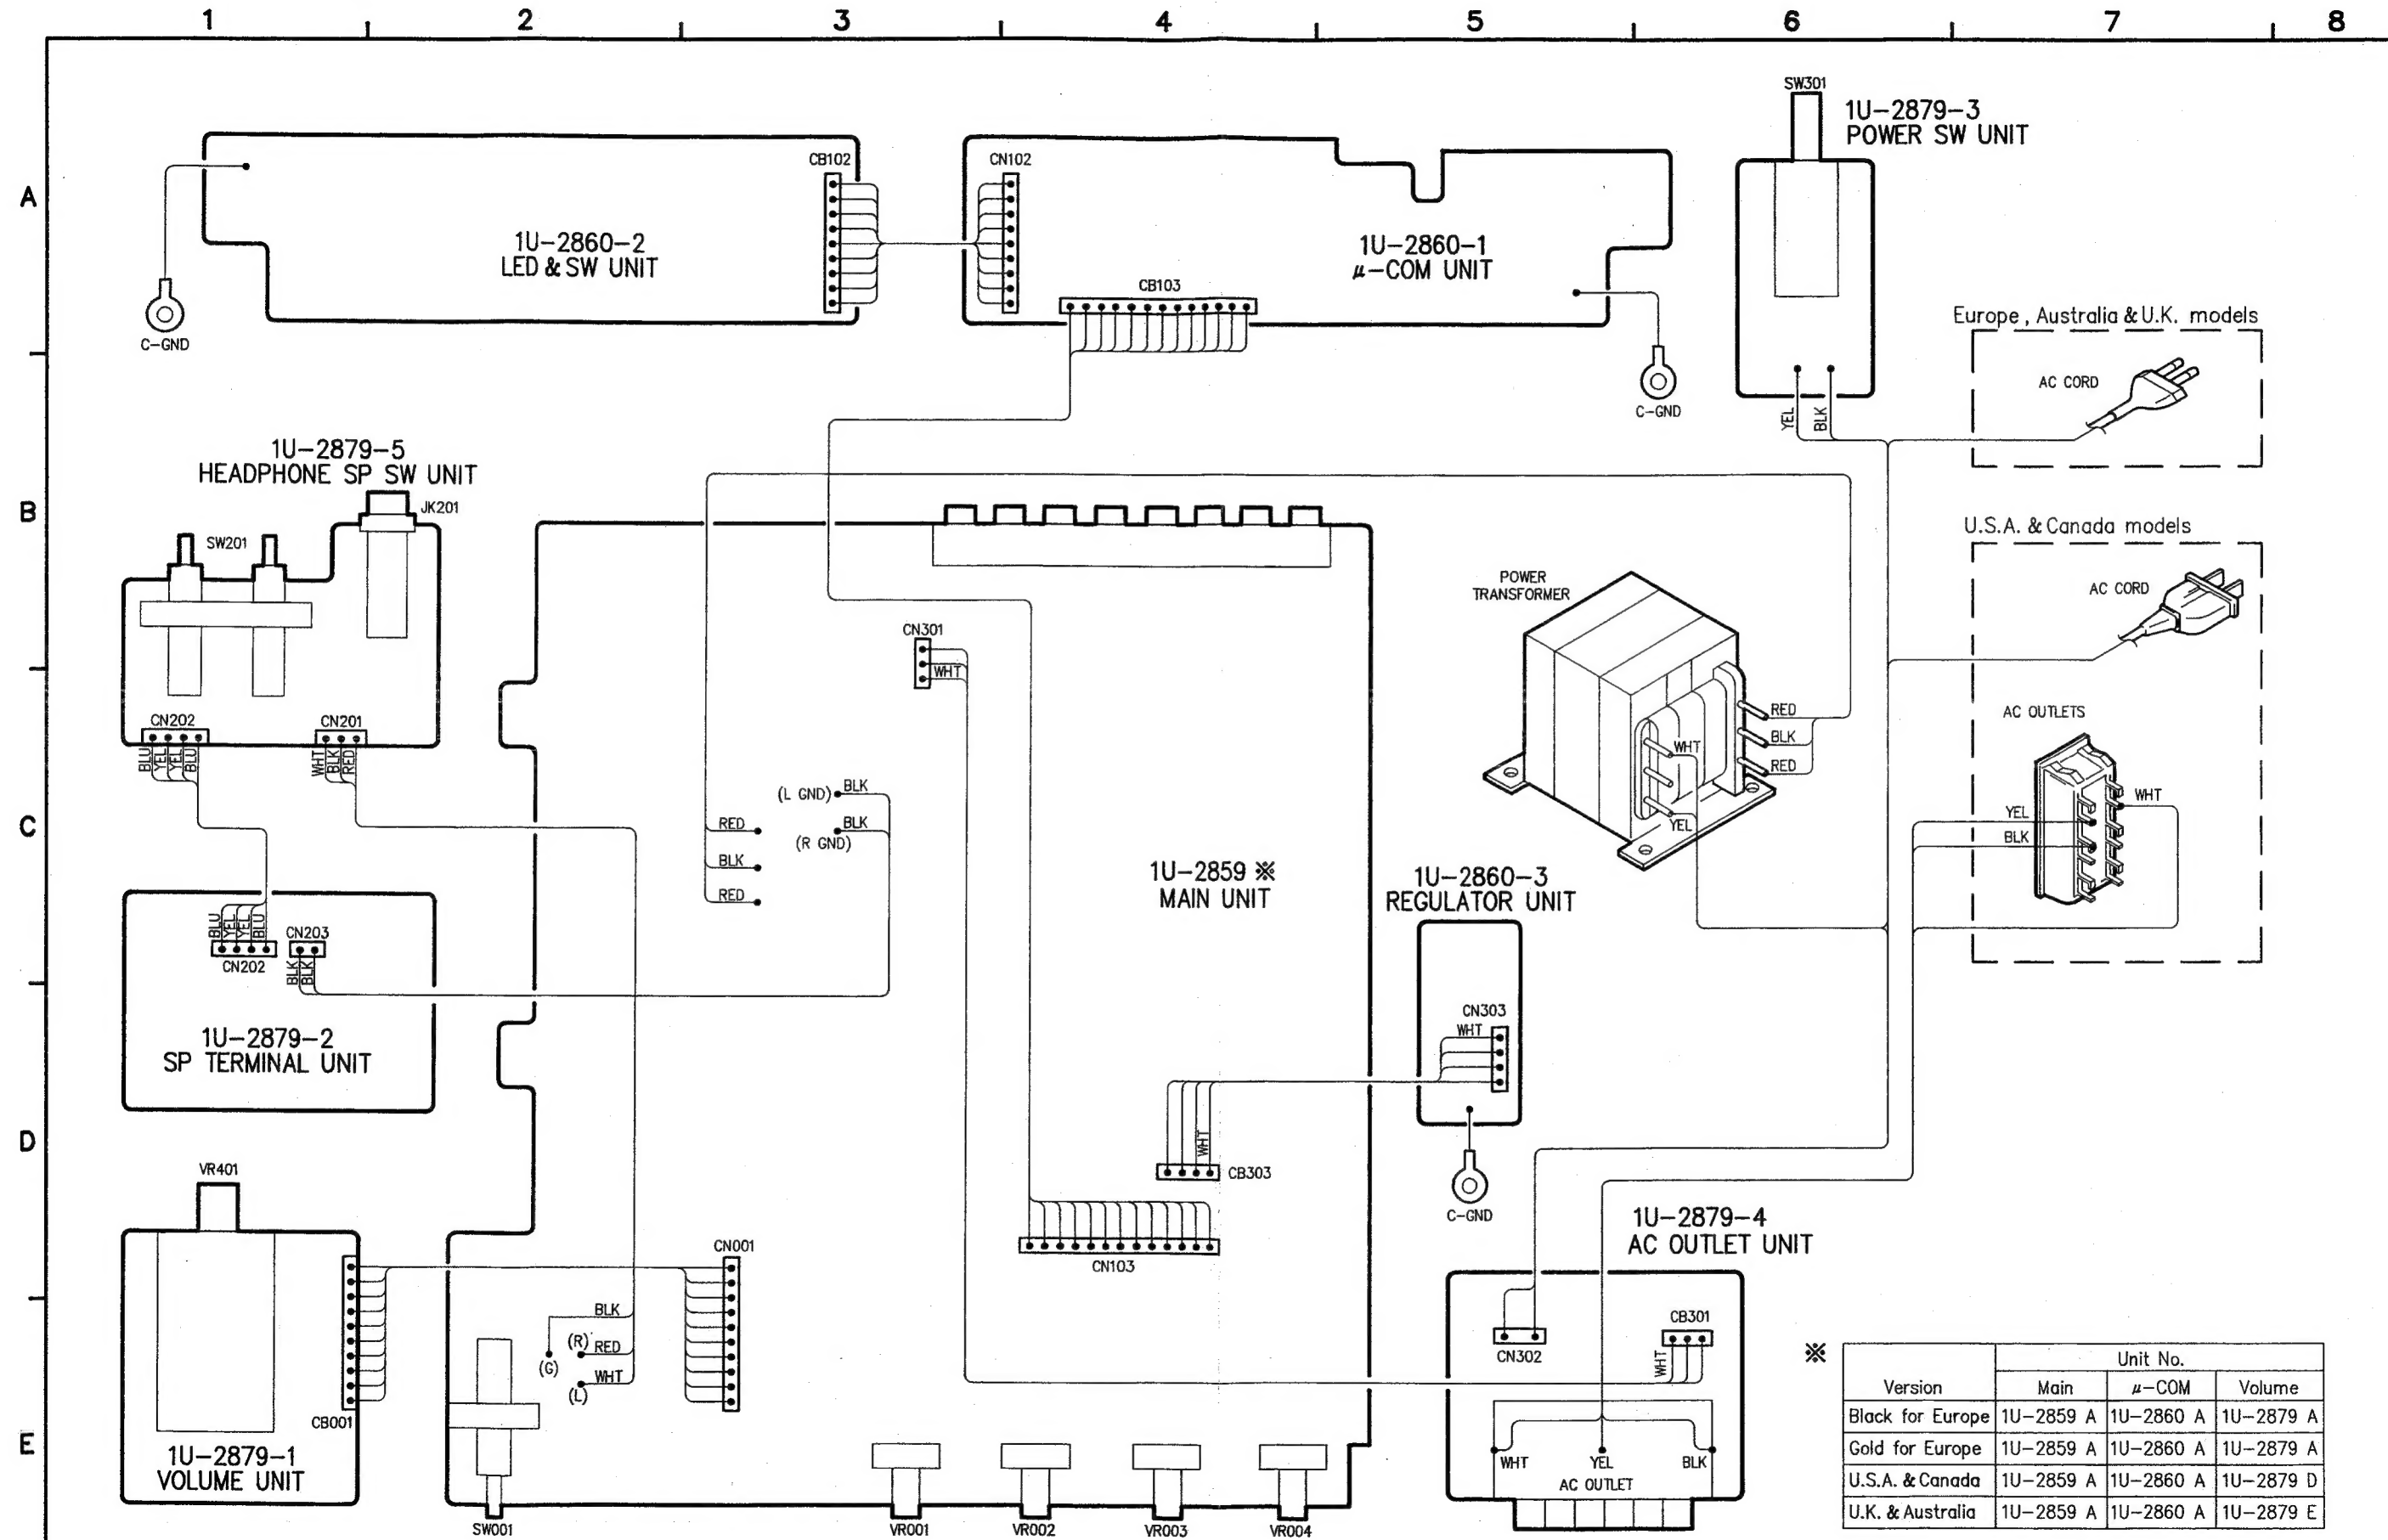 1 2 3 4 5 6 7 8
A
B
C
D
E
SW301
1U-2879-3
POWER SW UNIT
CB102
CN102
1U-2860-2
LED & SW UNIT
1U-2860-1
μ-COM UNIT
CB103
C-GND
C-GND
YEL
BLK
Europe, Australia & U.K. models
AC CORD
1U-2879-5
HEADPHONE SP SW UNIT
JK201
SW201
CN202
CN201
BLU
YEL
YEL
BLU
WHT
BLK
RED
U.S.A. & Canada models
AC CORD
AC OUTLETS
WHT
YEL
BLK
POWER
TRANSFORMER
RED
BLK
RED
WHT
YEL
CN301
WHT
(L GND) BLK
BLK
(R GND)
RED
BLK
RED
1U-2859 ※
MAIN UNIT
1U-2860-3
REGULATOR UNIT
CN303
WHT
C-GND
BLU
YEL
YEL
BLU
CN202
CN203
BLK
BLK
1U-2879-2
SP TERMINAL UNIT
WHT
CB303
CN103
VR401
CB001
1U-2879-1
VOLUME UNIT
CN001
BLK
(R) RED
(G)
WHT
(L)
SW001
VR001
VR002
VR003
VR004
1U-2879-4
AC OUTLET UNIT
CN302
CB301
WHT
WHT YEL BLK
AC OUTLET
※
Unit No.
Version Main μ-COM Volume
Black for Europe 1U-2859 A 1U-2860 A 1U-2879 A
Gold for Europe 1U-2859 A 1U-2860 A 1U-2879 A
U.S.A. & Canada 1U-2859 A 1U-2860 A 1U-2879 D
U.K. & Australia 1U-2859 A 1U-2860 A 1U-2879 E